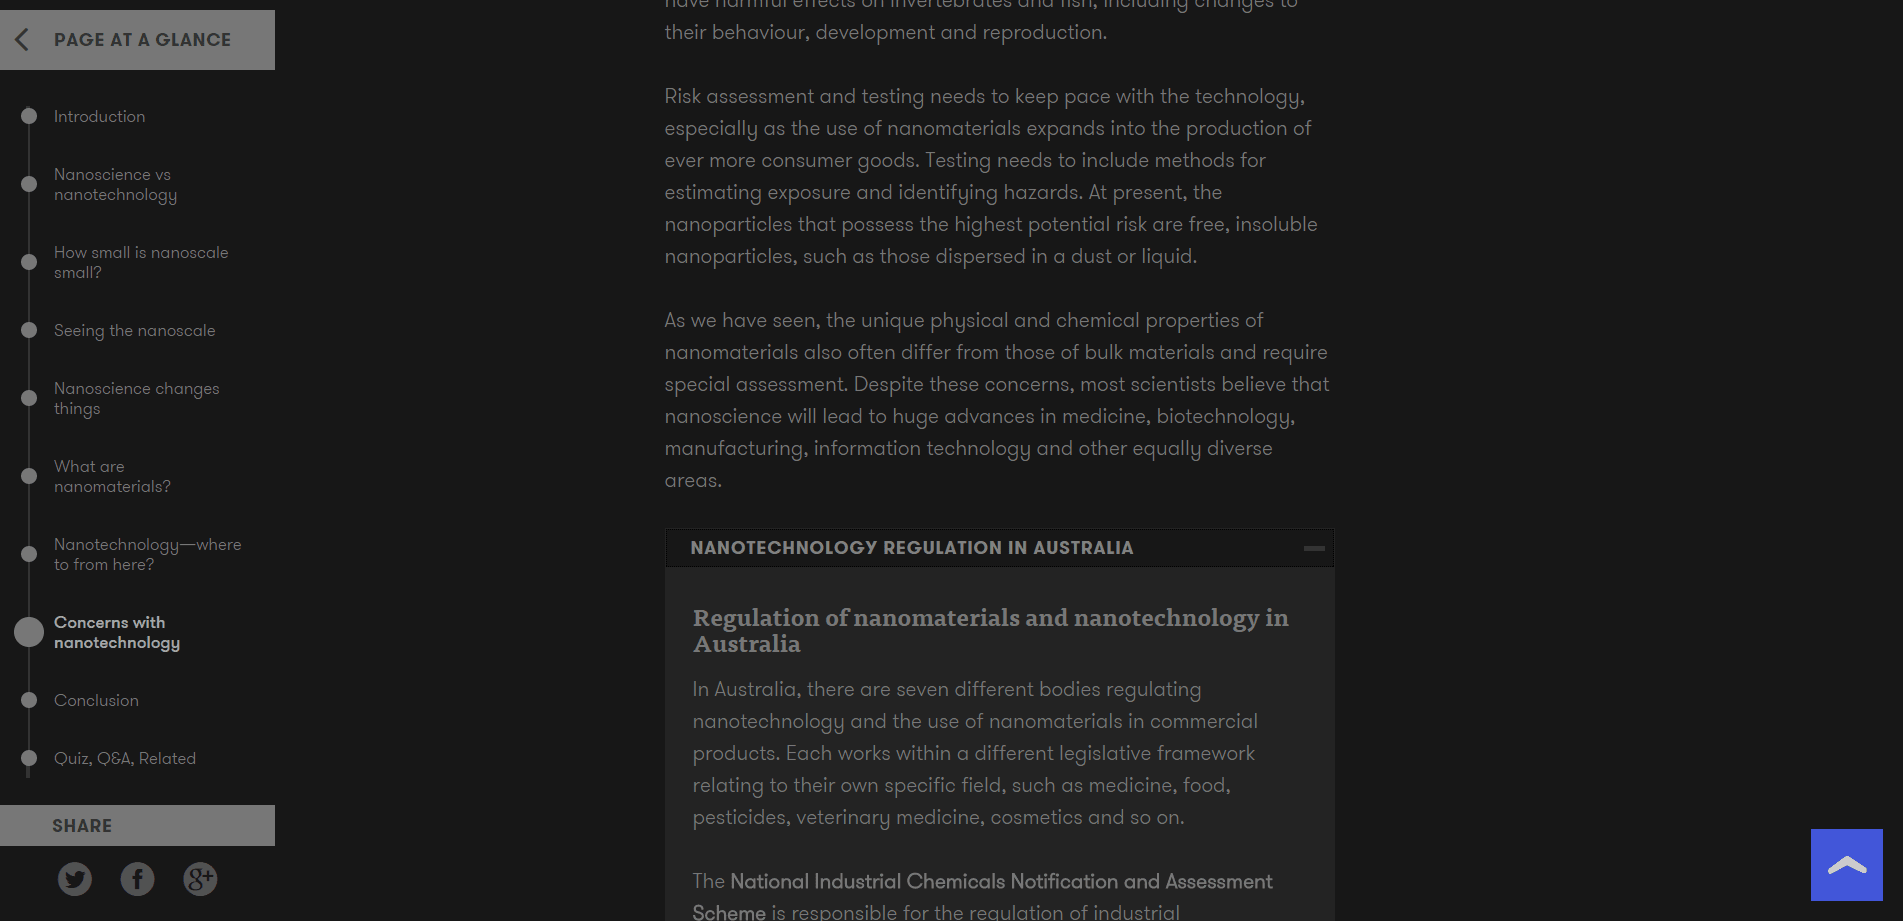 PAGE AT A GLANCE
Introduction
Nanoscience vs
nanotechnology
How small is nanoscale
small?
Seeing the nanoscale
Nanoscience changes
things
What are
nanomaterials?
Nanotechnology—where
to from here?
Concerns with
nanotechnology
Conclusion
Quiz, Q&A, Related
SHARE
g+
have harmful effects on invertebrates and fish, including changes to
their behaviour, development and reproduction.
Risk assessment and testing needs to keep pace with the technology,
especially as the use of nanomaterials expands into the production of
ever more consumer goods. Testing needs to include methods for
estimating exposure and identifying hazards. At present, the
nanoparticles that possess the highest potential risk are free, insoluble
nanoparticles, such as those dispersed in a dust or liquid.
As we have seen, the unique physical and chemical properties of
nanomaterials also often differ from those of bulk materials and require
special assessment. Despite these concerns, most scientists believe that
nanoscience will lead to huge advances in medicine, biotechnology,
manufacturing, information technology and other equally diverse
areas.
NANOTECHNOLOGY REGULATION IN AUSTRALIA
Regulation of nanomaterials and nanotechnology in
Australia
In Australia, there are seven different bodies regulating
nanotechnology and the use of nanomaterials in commercial
products. Each works within a different legislative framework
relating to their own specific field, such as medicine, food,
pesticides, veterinary medicine, cosmetics and so on.
The National Industrial Chemicals Notification and Assessment
Scheme is responsible for the regulation of industrial